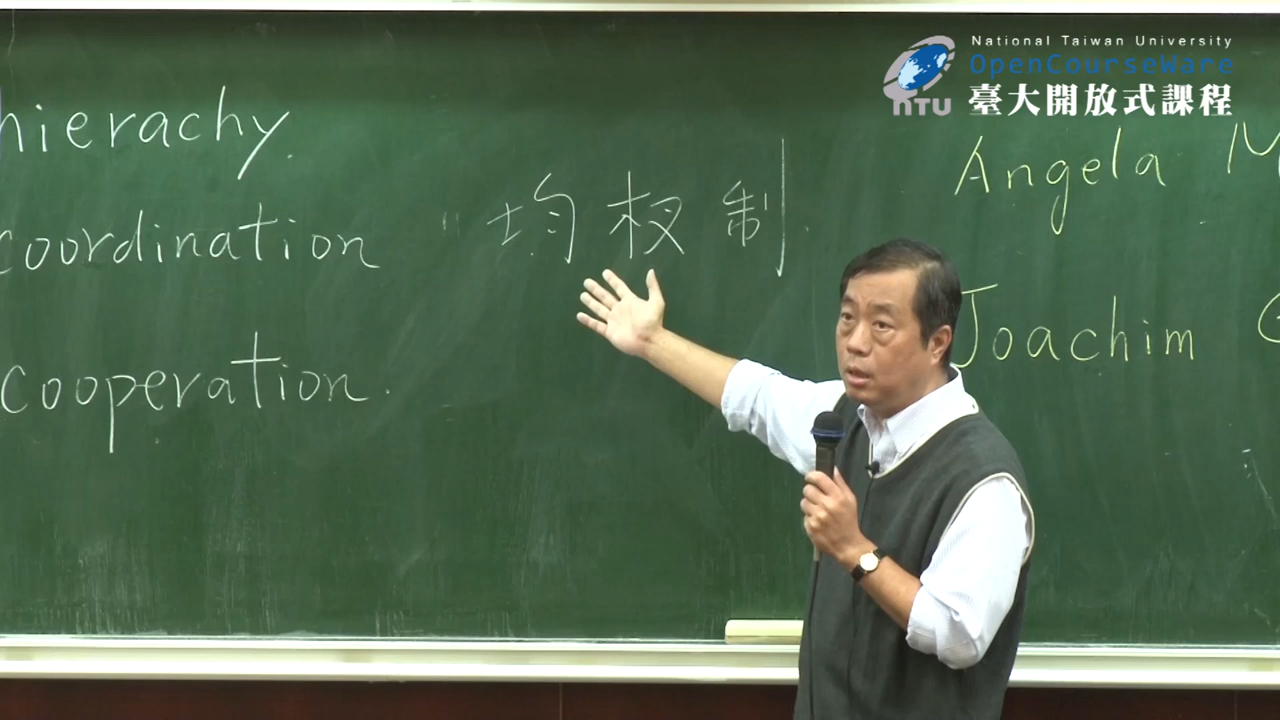 National Taiwan University
OpenCourseWare
臺大開放式課程
NTU
hierachy.
coordination
cooperation.
"均权制
Angela M
Joachim G